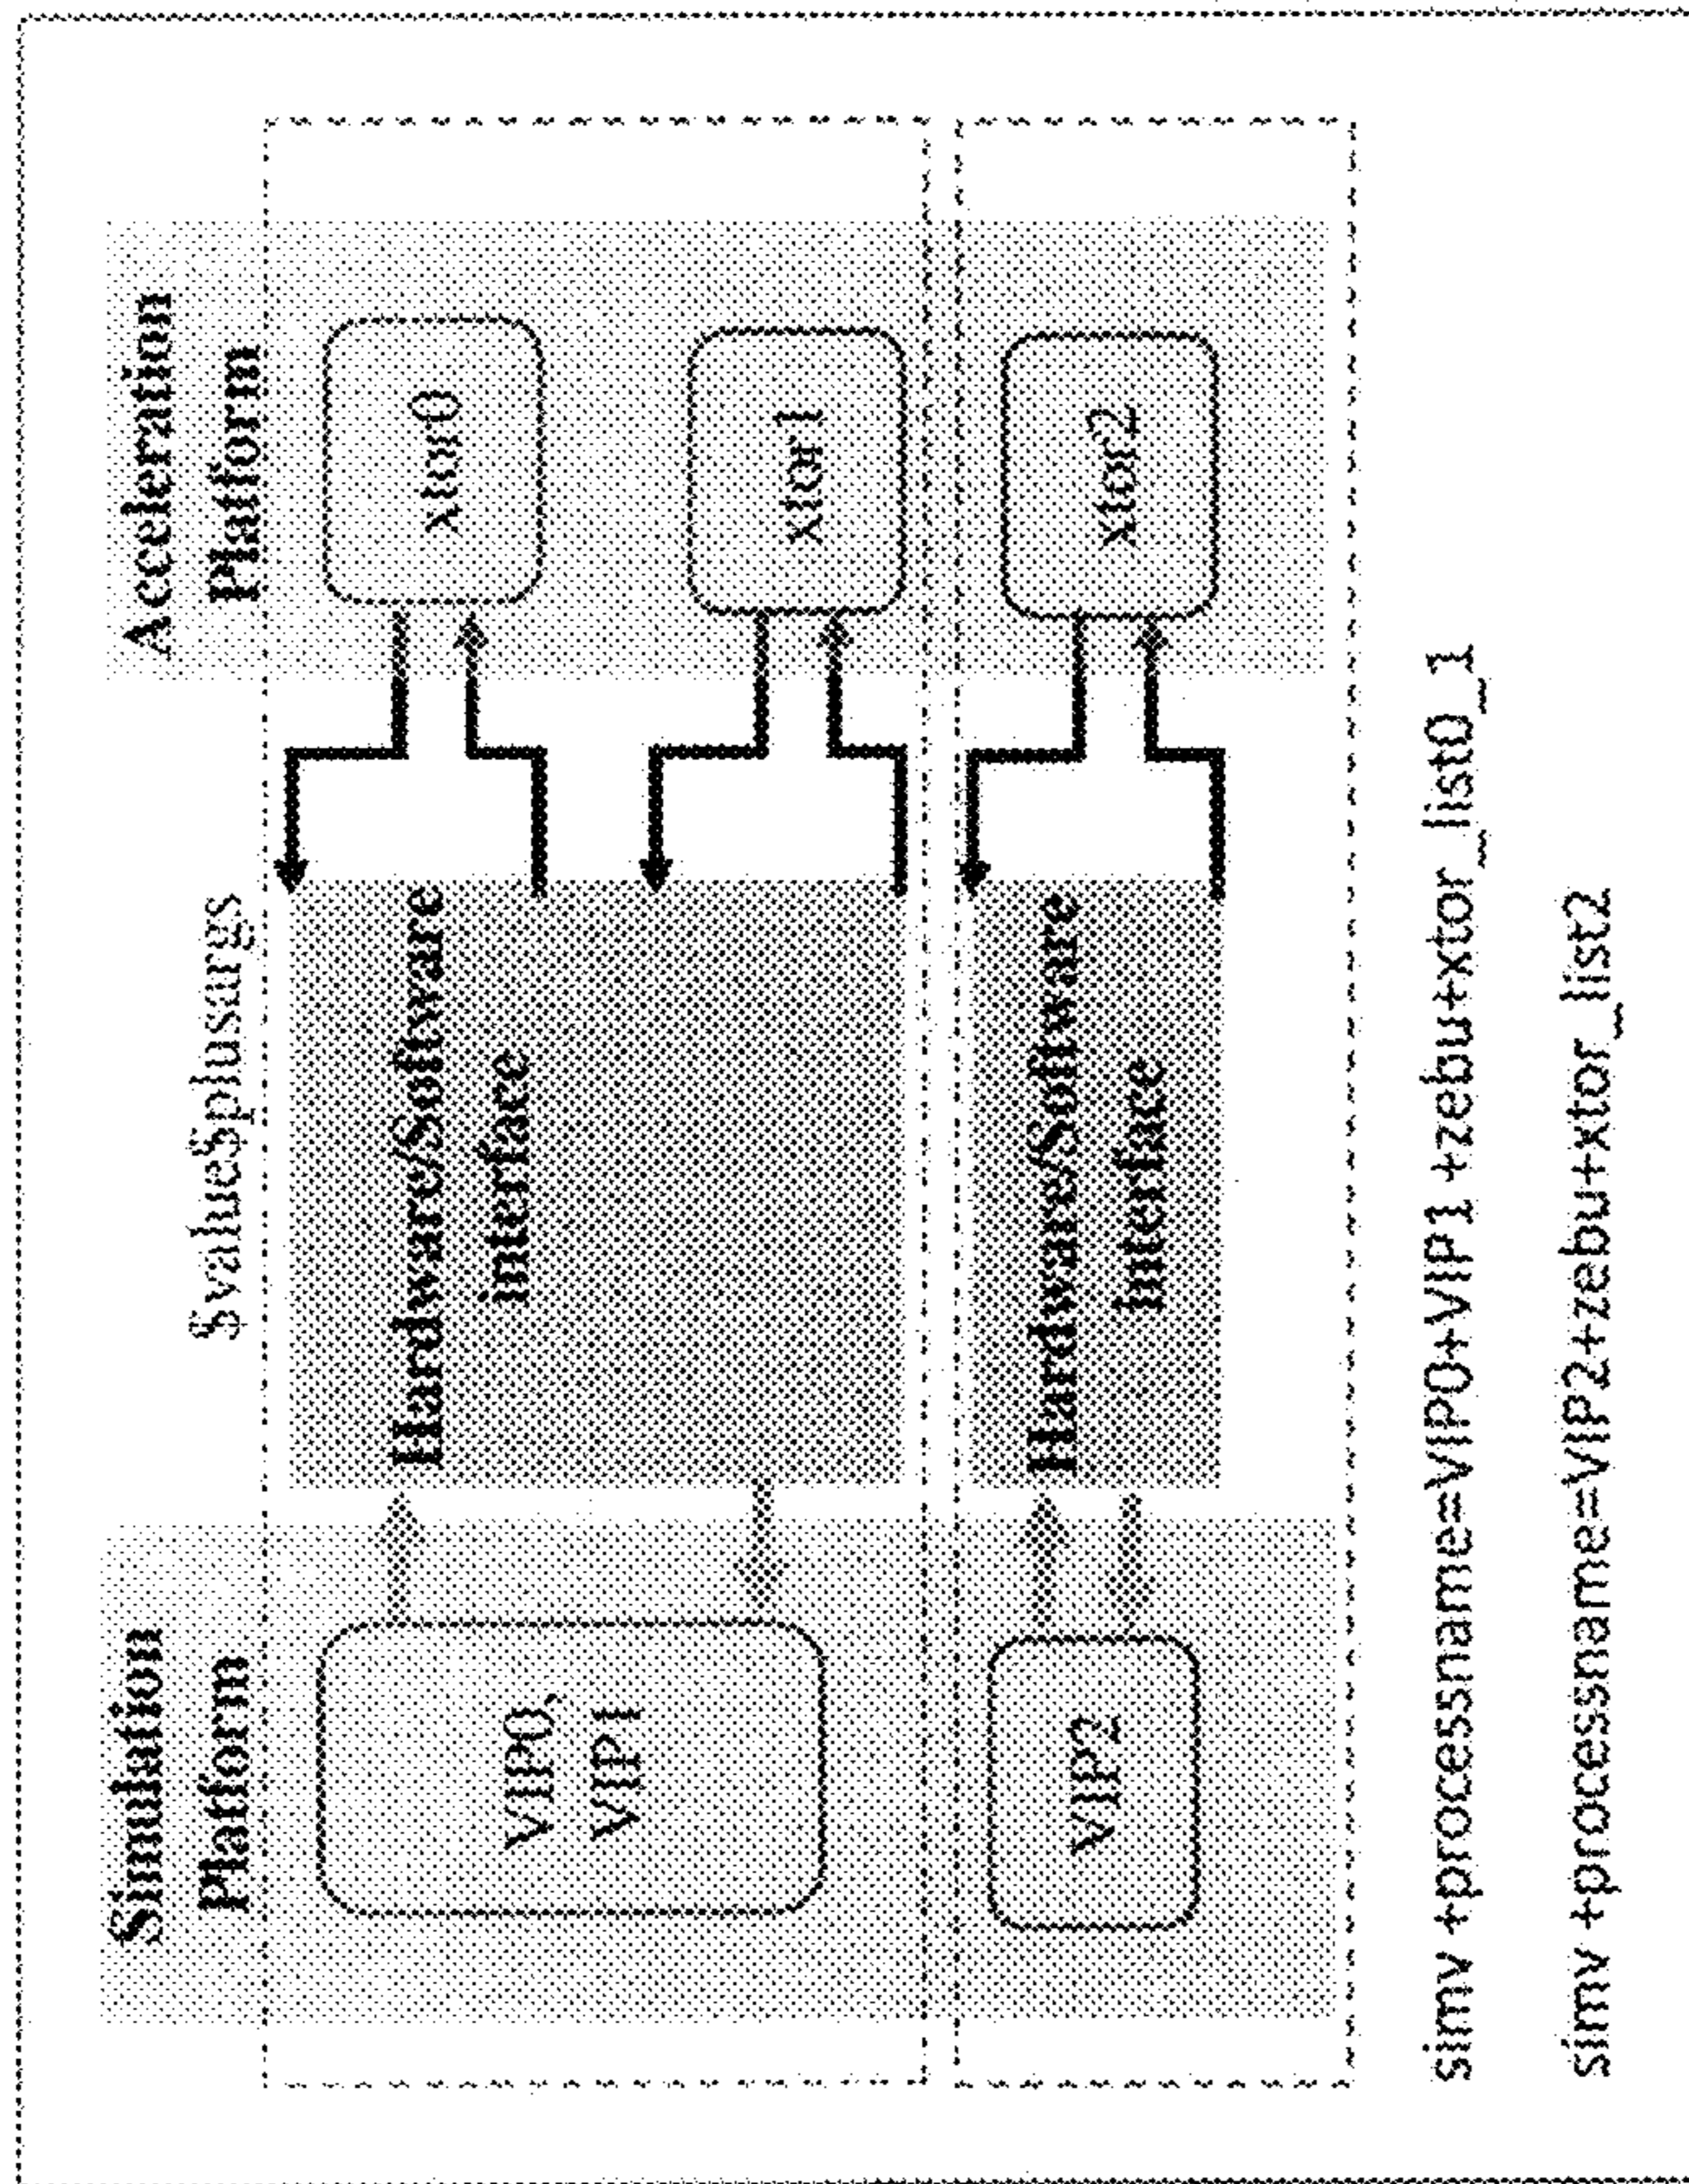 Simulation
Platform
$value$plusargs
Acceleration
Platform
VIP0,
VIP1
Hardware/Software
interface
xtor0
xtor1
VIP2
Hardware/Software
interface
xtor2
simv +processname=VIP0+VIP1 +zebu+xtor_list0_1
simv +processname=VIP2+zebu+xtor_list2